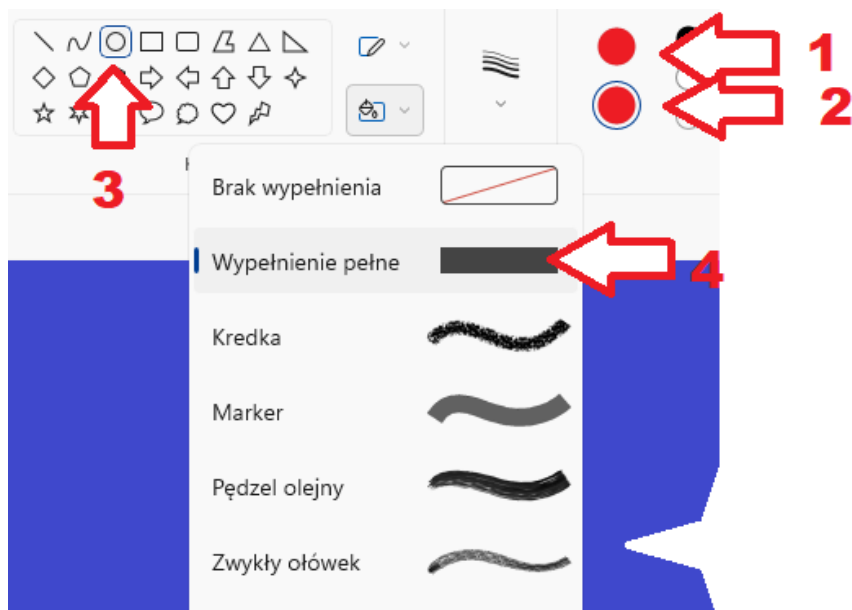 1
2
3
Brak wypełnienia
Wypełnienie pełne
4
Kredka
Marker
Pędzel olejny
Zwykły ołówek